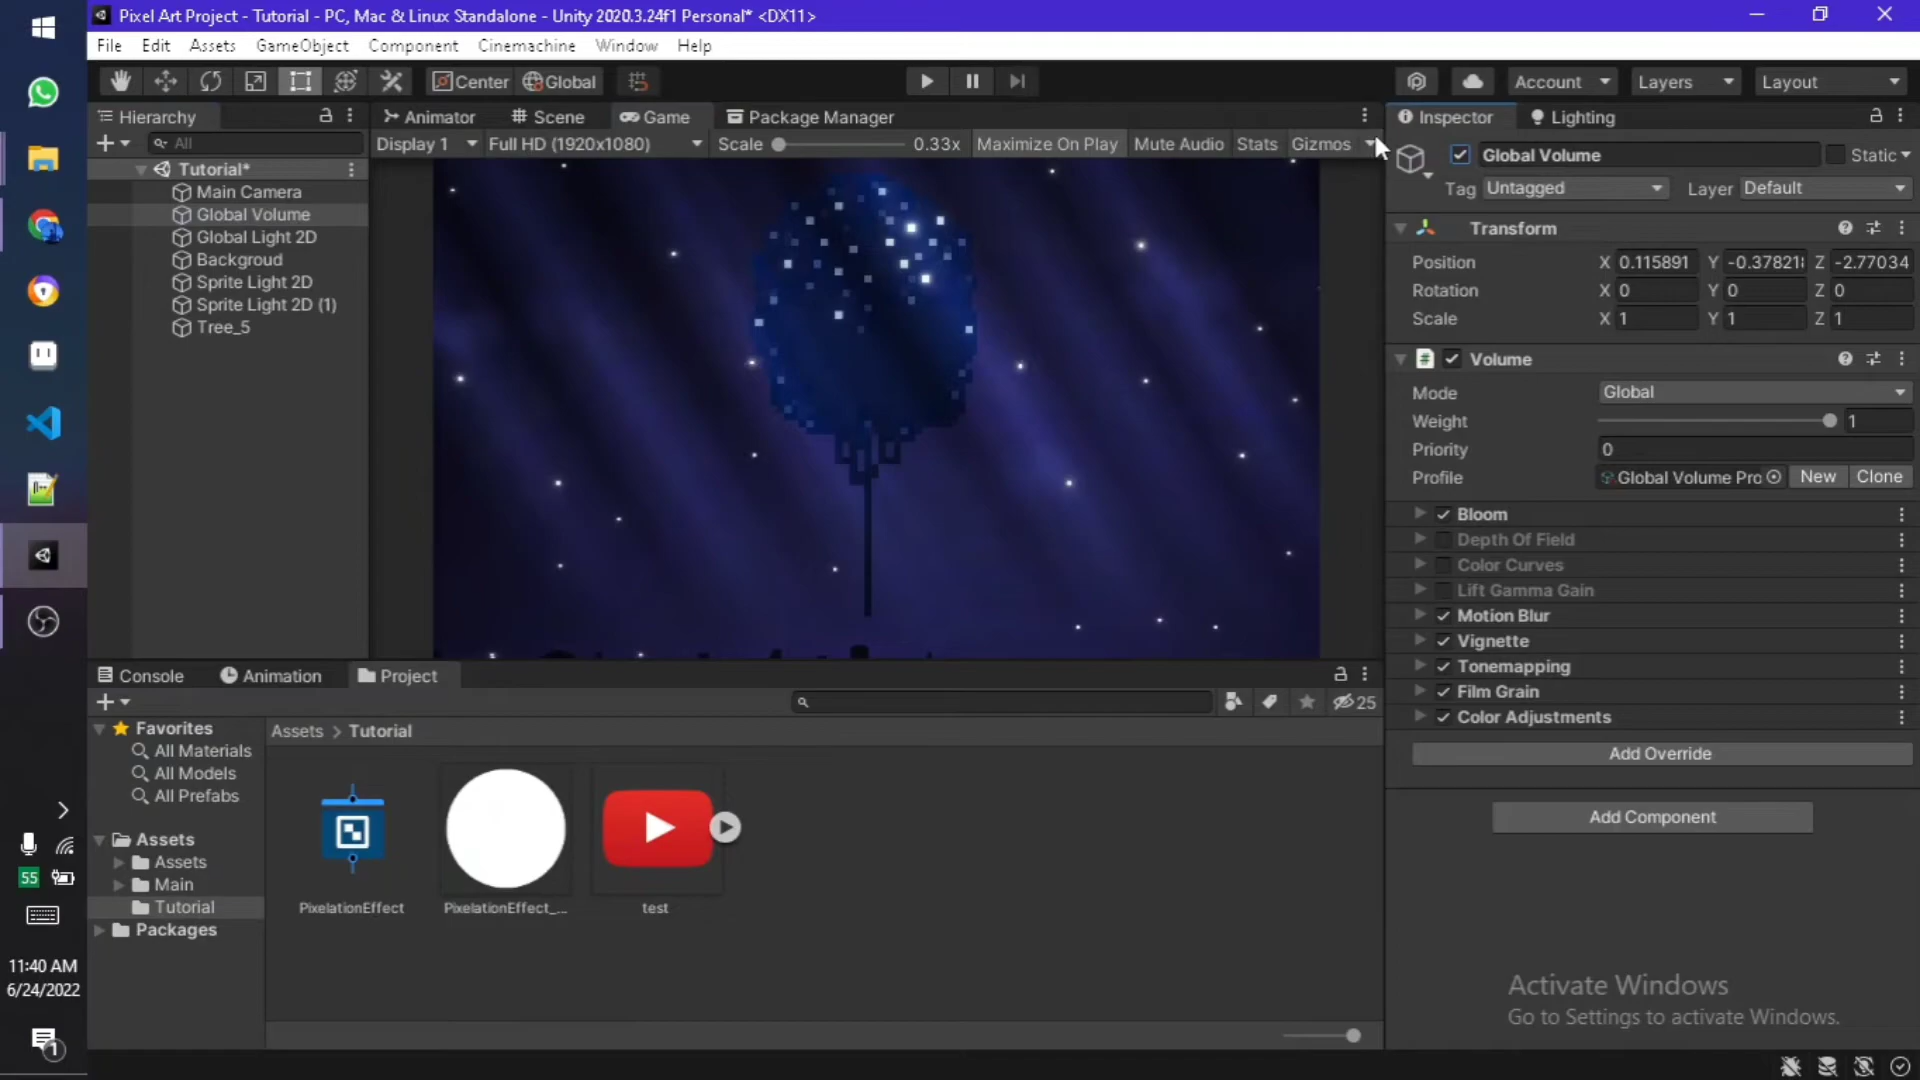 Pixel Art Project - Tutorial - PC, Mac & Linux Standalone - Unity 2020.3.24f1 Personal* <DX11>
File Edit Assets GameObject Component Cinemachine Window Help
Center Global Account Layers Layout
Hierarchy
All
Tutorial*
Main Camera
Global Volume
Global Light 2D
Backgroud
Sprite Light 2D
Sprite Light 2D (1)
Tree_5
Animator Scene Game Package Manager
Display 1 Full HD (1920x1080) Scale 0.33x Maximize On Play Mute Audio Stats Gizmos
Inspector Lighting
Global Volume Static
Tag Untagged Layer Default
Transform
Position X 0.115891 Y -0.378218 Z -2.77034
Rotation X 0 Y 0 Z 0
Scale X 1 Y 1 Z 1
# Volume
Mode Global
Weight 1
Priority 0
Profile Global Volume Pro New Clone
Bloom
Depth Of Field
Color Curves
Lift Gamma Gain
Motion Blur
Vignette
Tonemapping
Film Grain
Color Adjustments
Add Override
Add Component
Console Animation Project
25
Favorites
All Materials
All Models
All Prefabs
Assets
Assets
Main
Tutorial
Packages
Assets > Tutorial
PixelationEffect PixelationEffect_... test
55
11:40 AM
6/24/2022
1
Activate Windows
Go to Settings to activate Windows.